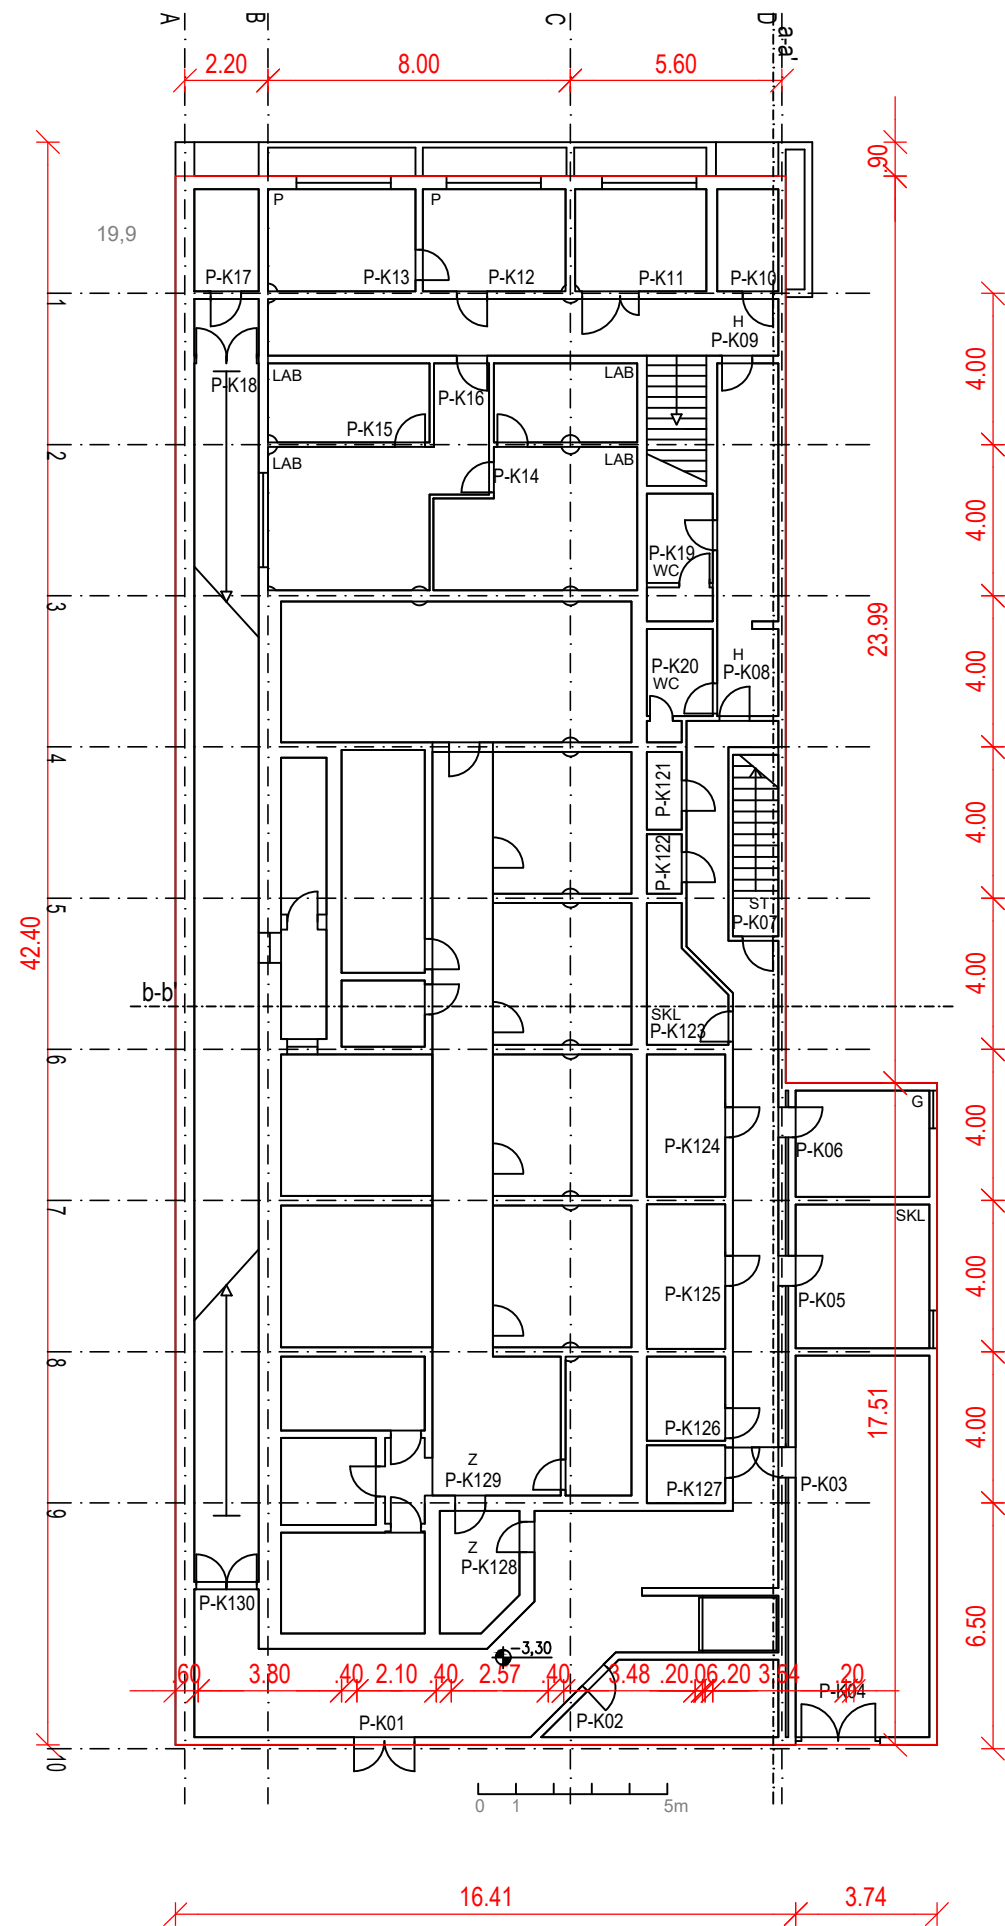 A
B
C
D
a-a'
2.20
8.00
5.60
90
19,9
P
P
P-K17
P-K13
P-K12
P-K11
P-K10
1
H
P-K09
4.00
LAB
LAB
P-K18
P-K16
P-K15
2
LAB
LAB
P-K14
4.00
P-K19
WC
3
23.99
H
P-K20
P-K08
WC
4.00
4
P-K121
4.00
P-K122
5
ST
P-K07
42.40
4.00
b-b'
SKL
P-K123
6
G
4.00
P-K124
P-K06
7
SKL
4.00
P-K125
P-K05
8
17.51
4.00
P-K126
Z
P-K129
P-K127
P-K03
9
Z
P-K128
P-K130
6.50
-3,30
.60
3.80
.40
2.10
.40
2.57
.40
3.48
.20
.06
.20
3.54
.20
P-K04
P-K01
P-K02
10
0
1
5m
16.41
3.74